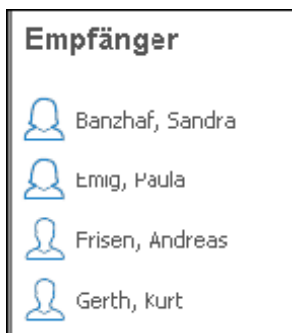 Empfänger
Banzhaf, Sandra
Emig, Paula
Frisen, Andreas
Gerth, Kurt